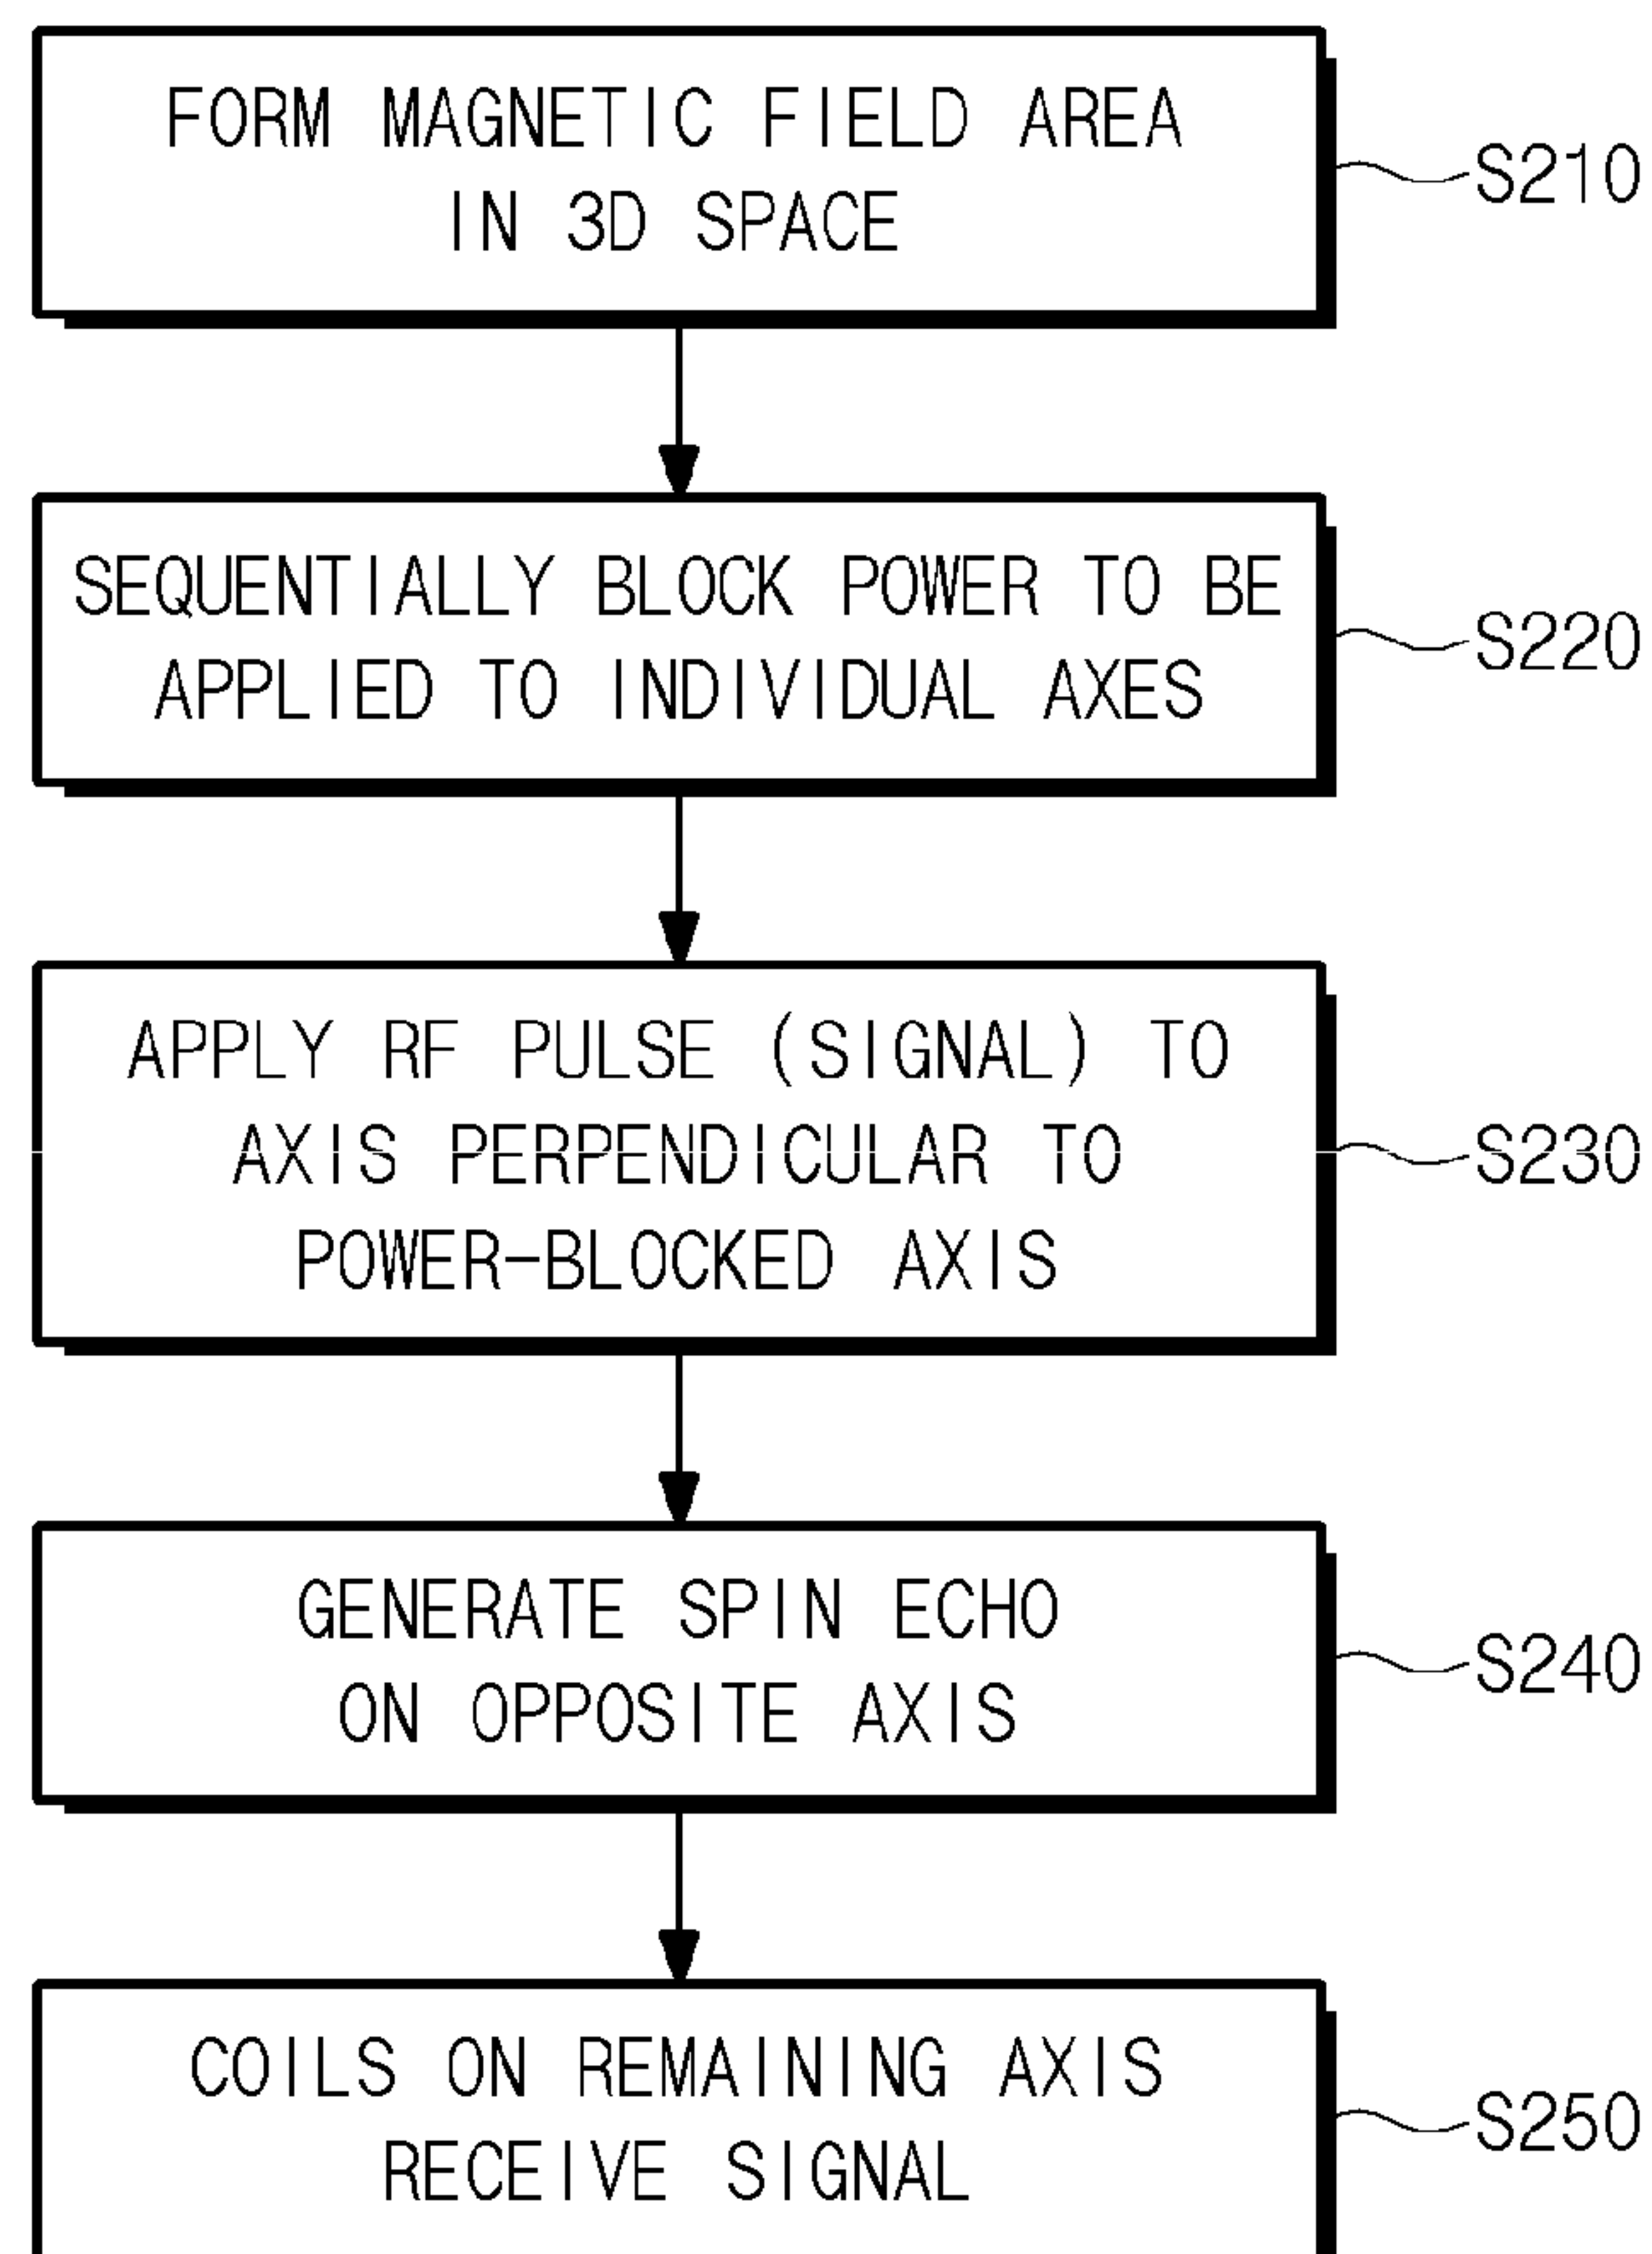 FORM MAGNETIC FIELD AREA
IN 3D SPACE
S210
SEQUENTIALLY BLOCK POWER TO BE
APPLIED TO INDIVIDUAL AXES
S220
APPLY RF PULSE (SIGNAL) TO
AXIS PERPENDICULAR TO
POWER-BLOCKED AXIS
S230
GENERATE SPIN ECHO
ON OPPOSITE AXIS
S240
COILS ON REMAINING AXIS
RECEIVE SIGNAL
S250